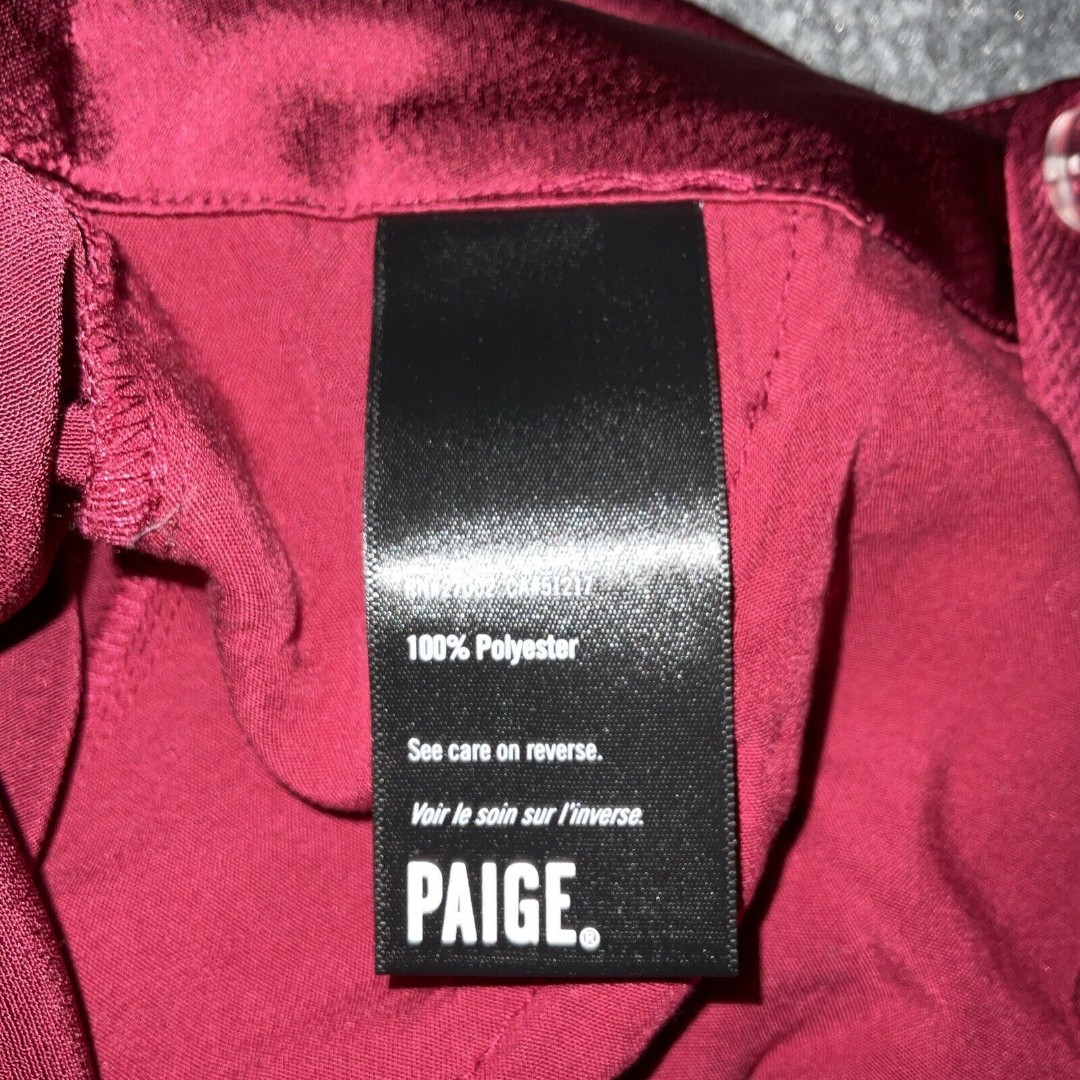 100% Polyester
See care on reverse.
Voir le soin sur l'inverse.
PAIGE.®